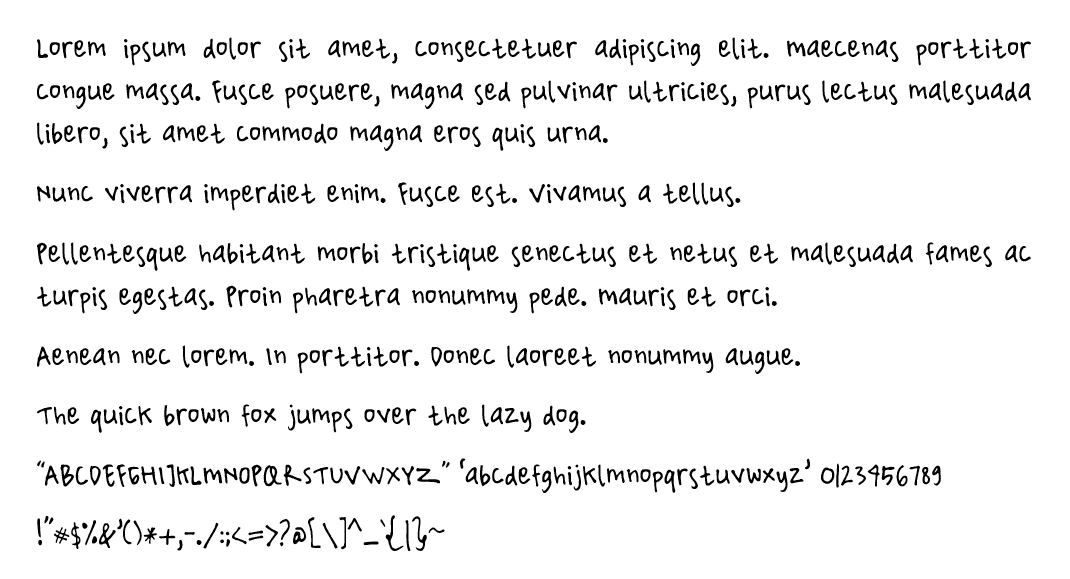 Lorem ipsum dolor sit amet, consectetuer adipiscing elit. maecenas porttitor
congue massa. Fusce posuere, magna sed pulvinar ultricies, purus lectus malesuada
libero, sit amet commodo magna eros quis urna.
Nunc viverra imperdiet enim. Fusce est. Vivamus a tellus.
Pellentesque habitant morbi tristique senectus et netus et malesuada fames ac
turpis egestas. Proin pharetra nonummy pede. mauris et orci.
Aenean nec lorem. In porttitor. Donec laoreet nonummy augue.
The quick brown fox jumps over the lazy dog.
"ABCDEFGHIJKLMNOPQRSTUVWXYZ" 'abcdefghijklmnopqrstuvwxyz' 0123456789
!"#$%&'()*+,-./:;<=>?@[\]^_`{|}~